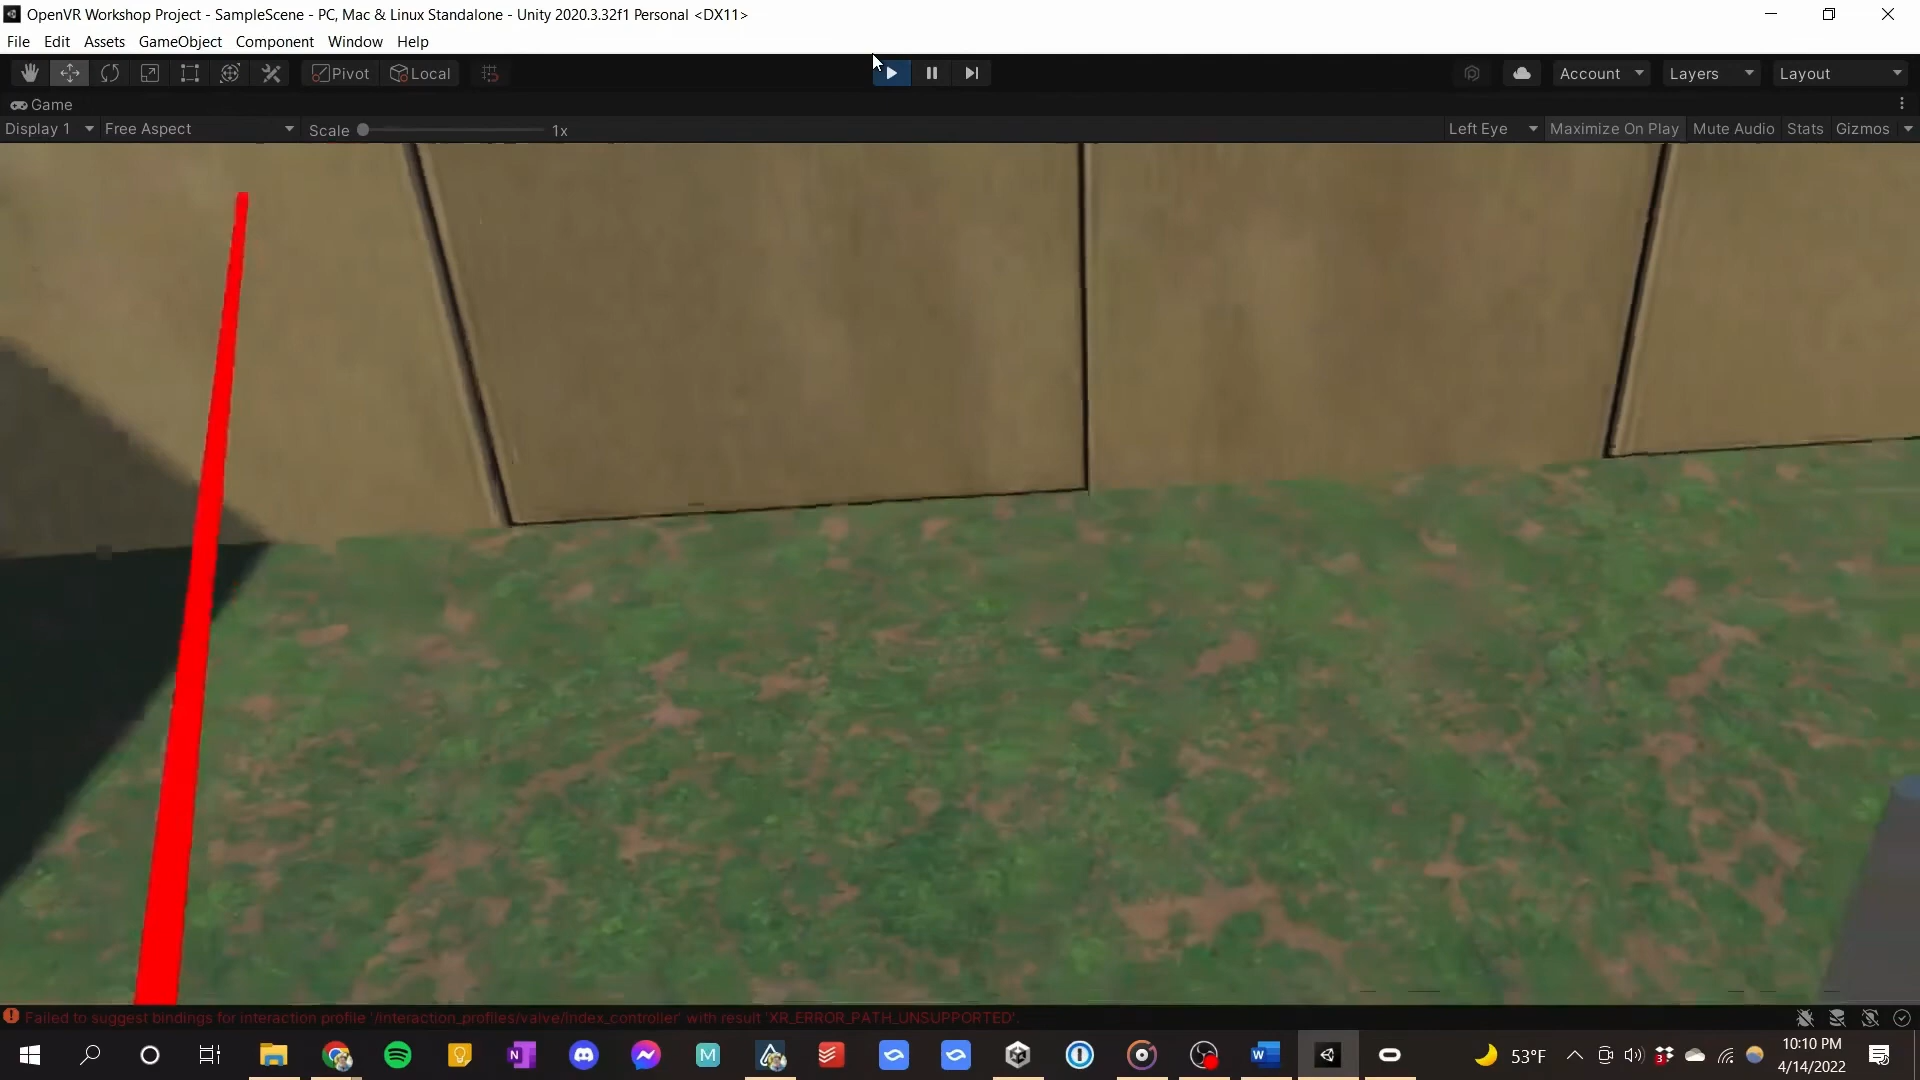 OpenVR Workshop Project - SampleScene - PC, Mac & Linux Standalone - Unity 2020.3.32f1 Personal <DX11>
File Edit Assets GameObject Component Window Help
Pivot Local Account Layers Layout
Game
Display 1 Free Aspect Scale 1x Left Eye Maximize On Play Mute Audio Stats Gizmos
Failed to suggest bindings for interaction profile '/interaction_profiles/valve/index_controller' with result 'XR_ERROR_PATH_UNSUPPORTED'.
53°F
10:10 PM
4/14/2022